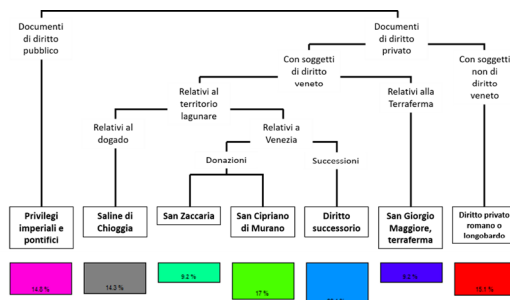 Documenti
di diritto
pubblico
Documenti
di diritto
privato
Con soggetti
di diritto
veneto
Con soggetti
non di
diritto
veneto
Relativi al
territorio
lagunare
Relativi alla
Terraferma
Relativi al
dogado
Relativi a
Venezia
Donazioni
Successioni
Privilegi
imperiali e
pontifici
Saline di
Chioggia
San Zaccaria
San Cipriano
di Murano
Diritto
successorio
San Giorgio
Maggiore,
terraferma
Diritto privato
romano o
longobardo
14.3 %
9.2 %
17 %